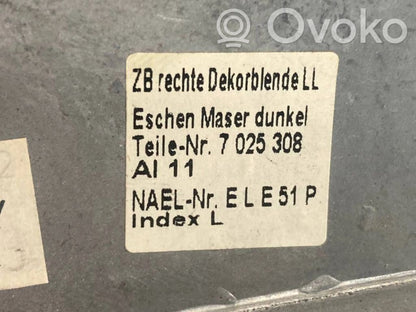 Ovoko
ZB rechte Dekorblende LL
Eschen Maser dunkel
Teile-Nr. 7 025 308
AI 11
NAEL-Nr. E L E 51 P
Index L